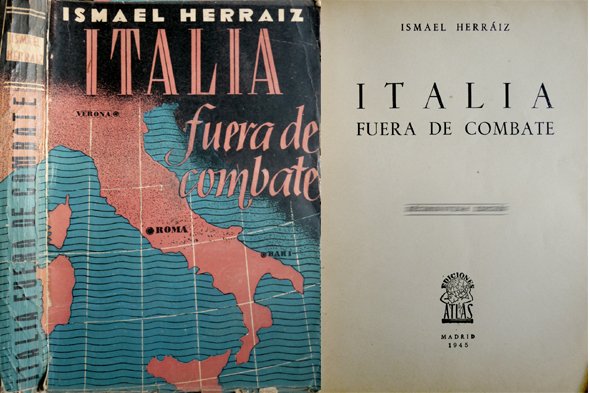 ISMAEL
HERRAIZ
ITALIA FUERA DE COMBATE
ISMAEL HERRAIZ
ITALIA
fuera de
combate
VERONA
ROMA
BARI
ISMAEL HERRÁIZ
ITALIA
FUERA DE COMBATE
EDICIONES
ATLAS
MADRID
1945